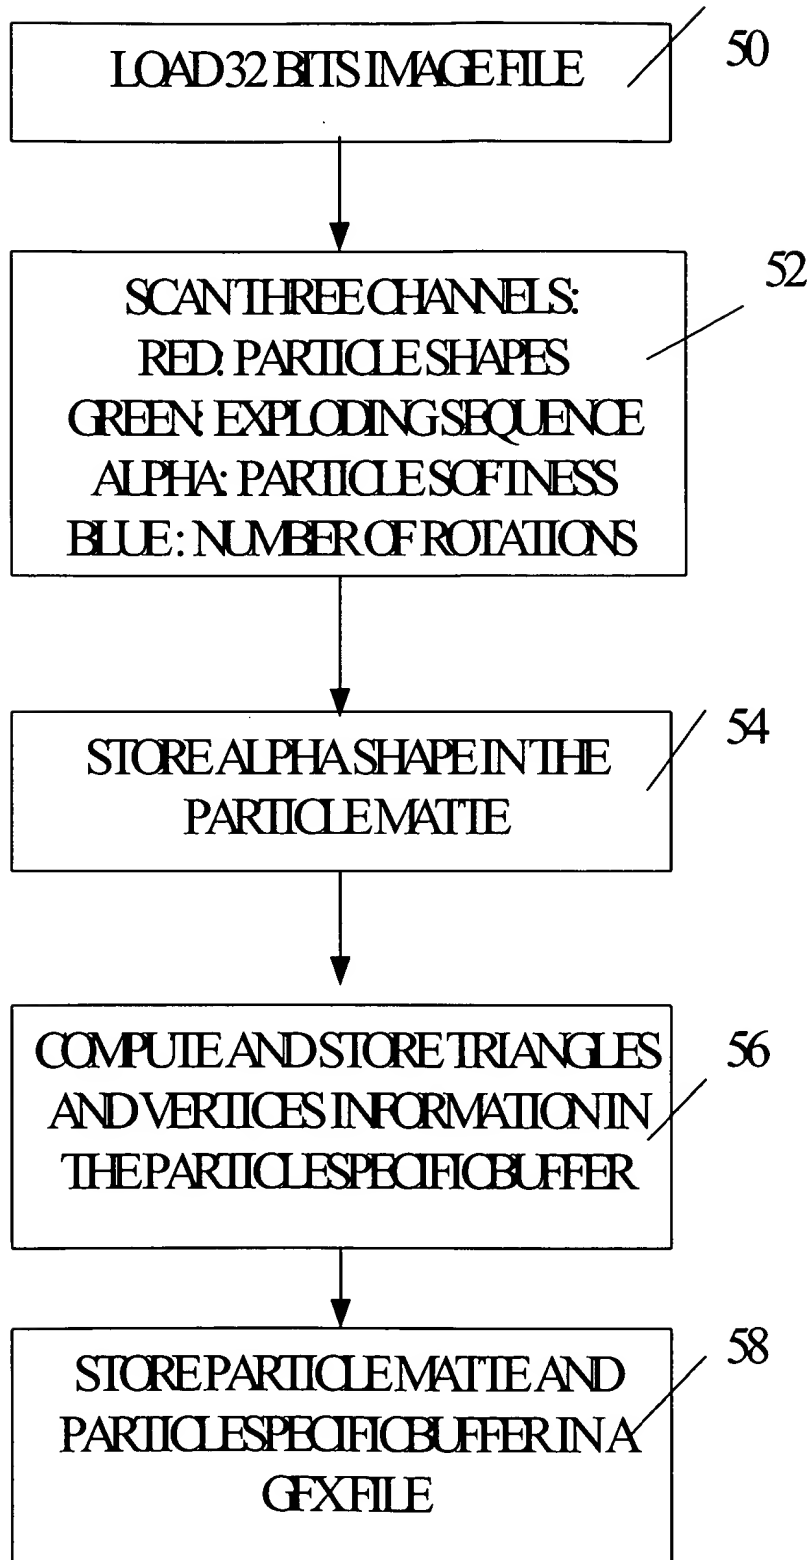 LOAD 32 BITS IMAGE FILE
50
SCAN THREE CHANNELS:
52
RED: PARTICLE SHAPES
GREEN: EXPLODING SEQUENCE
ALPHA: PARTICLE SOFTNESS
BLUE: NUMBER OF ROTATIONS
STORE ALPHA SHAPE IN THE
54
PARTICLE MATTE
COMPUTE AND STORE TRIANGLES
56
AND VERTICES INFORMATION IN
THE PARTICLE SPECIFIC BUFFER
STORE PARTICLE MATTE AND
58
PARTICLE SPECIFIC BUFFER IN A
GFX FILE